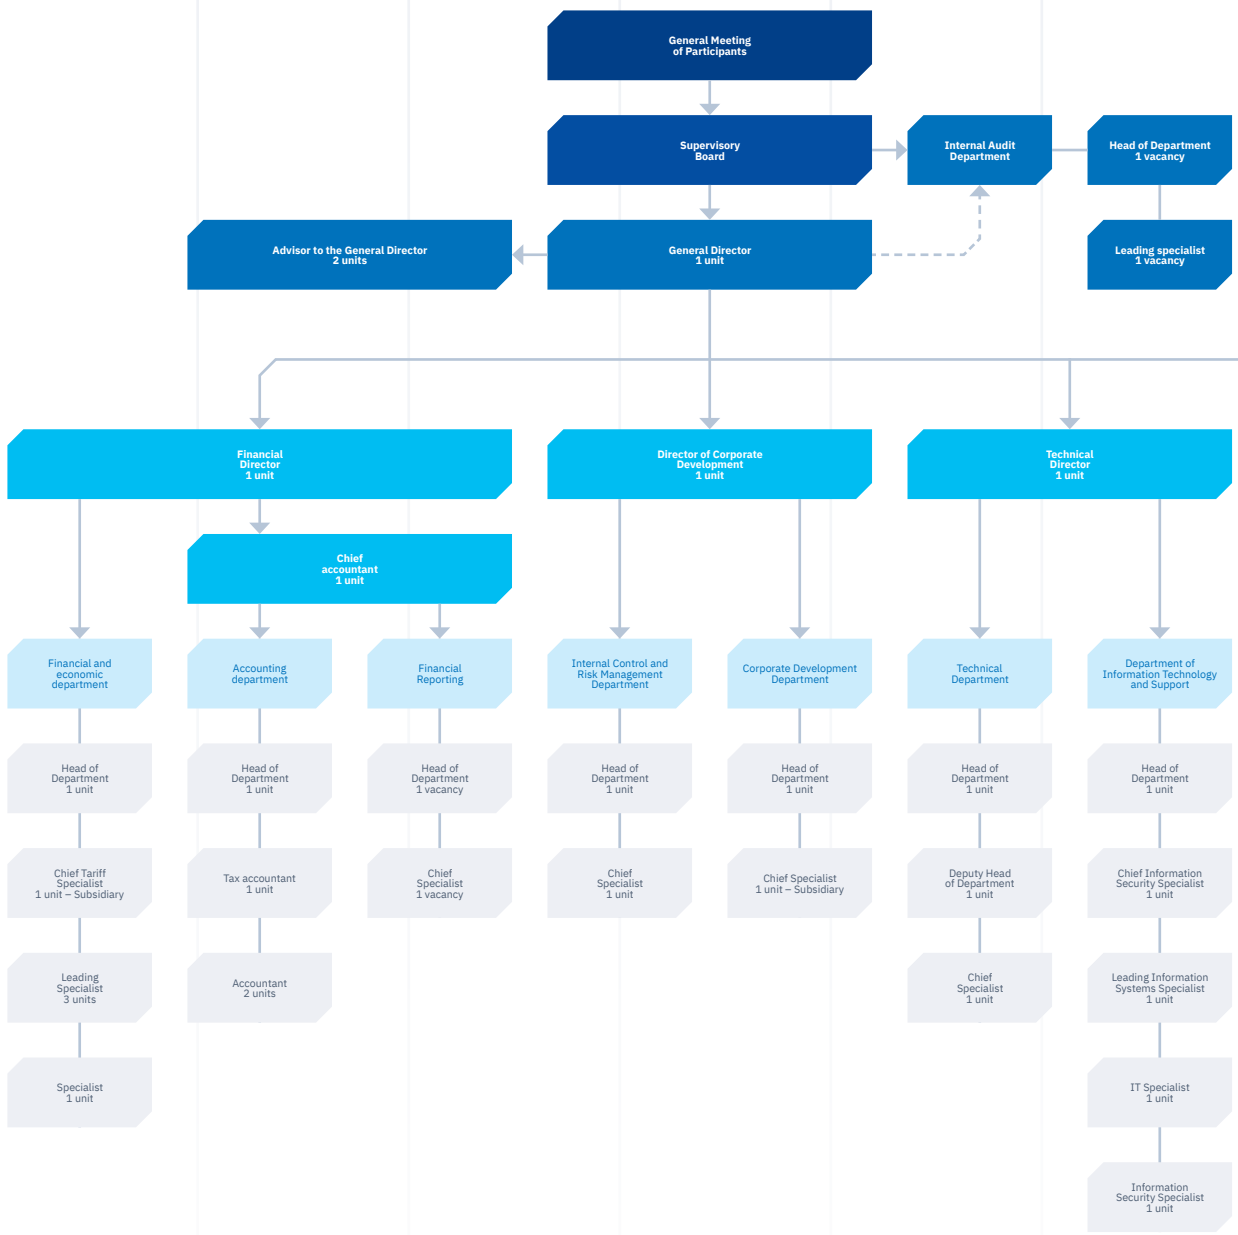 General Meeting
of Participants
Supervisory
Board
Internal Audit
Department
Head of Department
1 vacancy
Advisor to the General Director
2 units
General Director
1 unit
Leading specialist
1 vacancy
Financial
Director
1 unit
Director of Corporate
Development
1 unit
Technical
Director
1 unit
Chief
accountant
1 unit
Financial and
economic
department
Accounting
department
Financial
Reporting
Internal Control and
Risk Management
Department
Corporate Development
Department
Technical
Department
Department of
Information Technology
and Support
Head of
Department
1 unit
Head of
Department
1 unit
Head of
Department
1 vacancy
Head of
Department
1 unit
Head of
Department
1 unit
Head of
Department
1 unit
Head of
Department
1 unit
Chief Tariff
Specialist
1 unit – Subsidiary
Tax accountant
1 unit
Chief
Specialist
1 vacancy
Chief
Specialist
1 unit
Chief Specialist
1 unit – Subsidiary
Deputy Head
of Department
1 unit
Chief Information
Security Specialist
1 unit
Leading
Specialist
3 units
Accountant
2 units
Chief
Specialist
1 unit
Leading Information
Systems Specialist
1 unit
Specialist
1 unit
IT Specialist
1 unit
Information
Security Specialist
1 unit